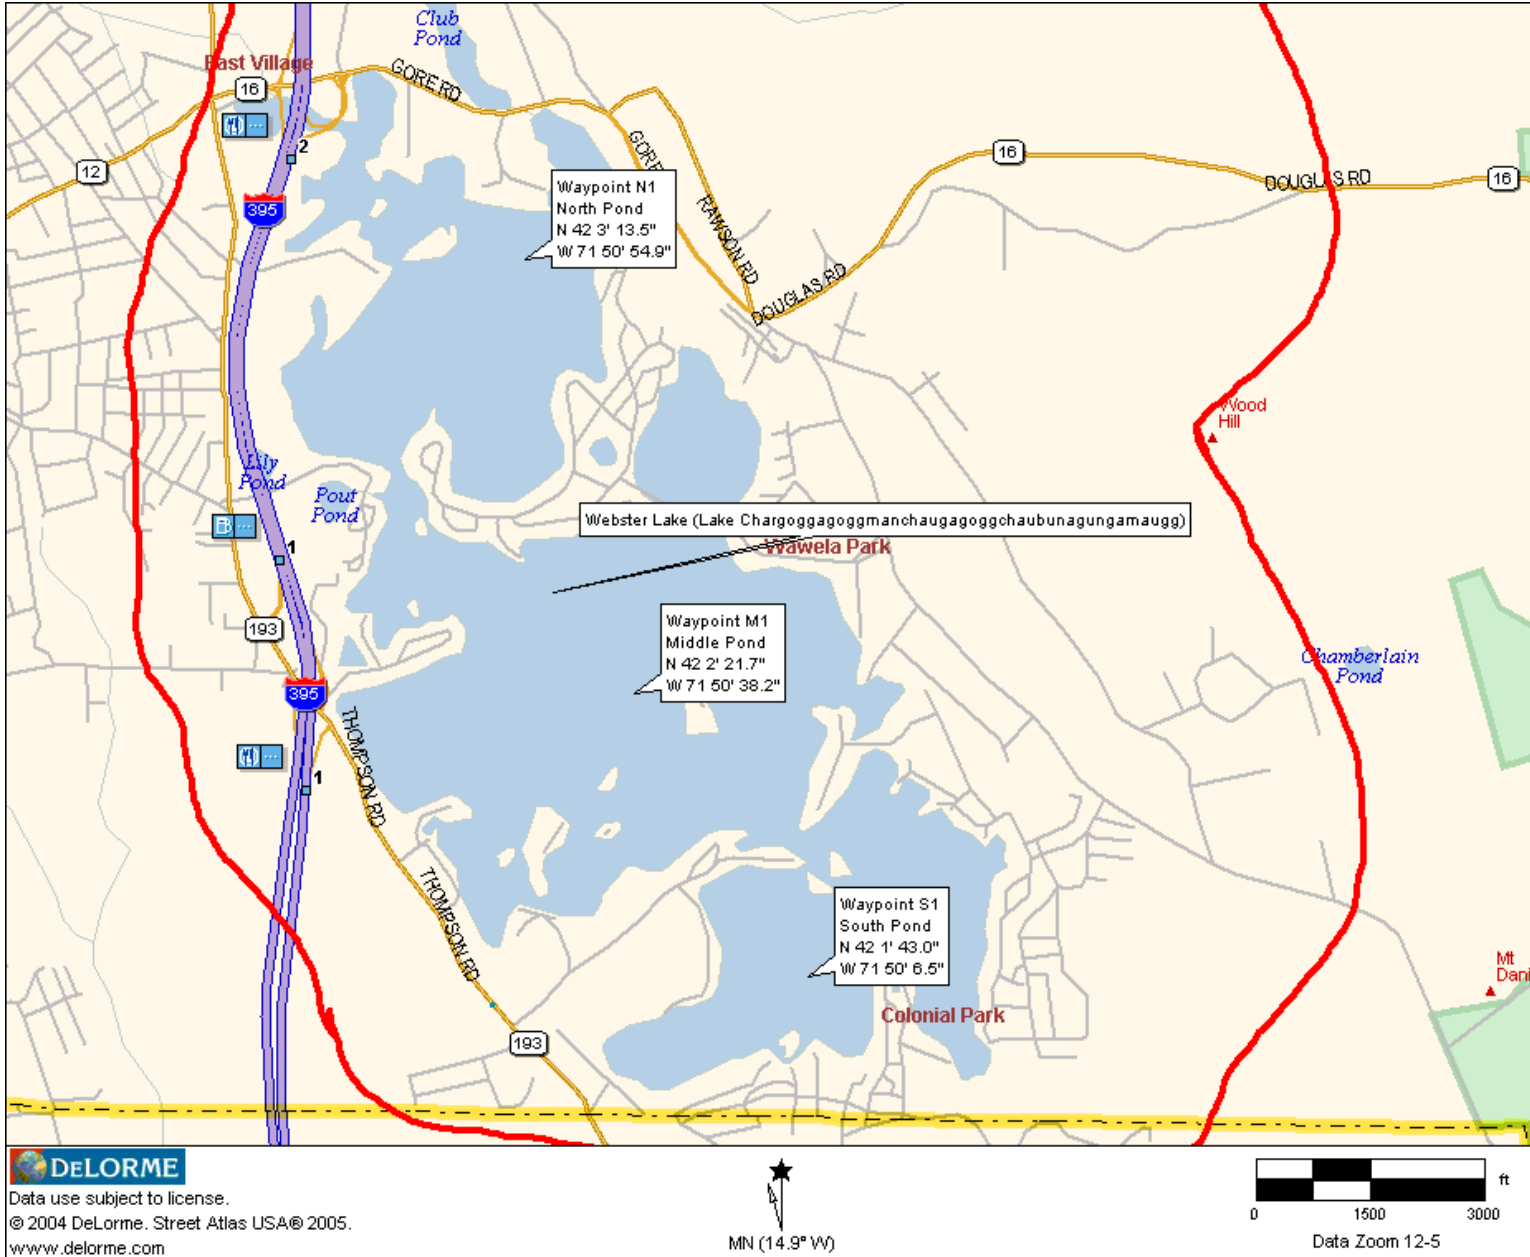 Club
Pond
East Village
16
GORE RD
2
12
395
GORE
16
DOUGLAS RD
16
Waypoint N1
North Pond
N 42 3' 13.5"
W 71 50' 54.9"
RAWSON RD
DOUGLAS RD
Wood
Hill
Lily
Pond
Pout
Pond
1
Webster Lake (Lake Chargoggagoggmanchaugagoggchaubunagungamaugg)
Wawela Park
193
Waypoint M1
Middle Pond
N 42 2' 21.7"
W 71 50' 38.2"
Chamberlain
Pond
395
THOMPSON RD
1
THOMPSON RD
Waypoint S1
South Pond
N 42 1' 43.0"
W 71 50' 6.5"
Mt
Dani
Colonial Park
193
DELORME
Data use subject to license.
© 2004 DeLorme. Street Atlas USA® 2005.
www.delorme.com
MN (14.9° W)
ft
0 1500 3000
Data Zoom 12-5